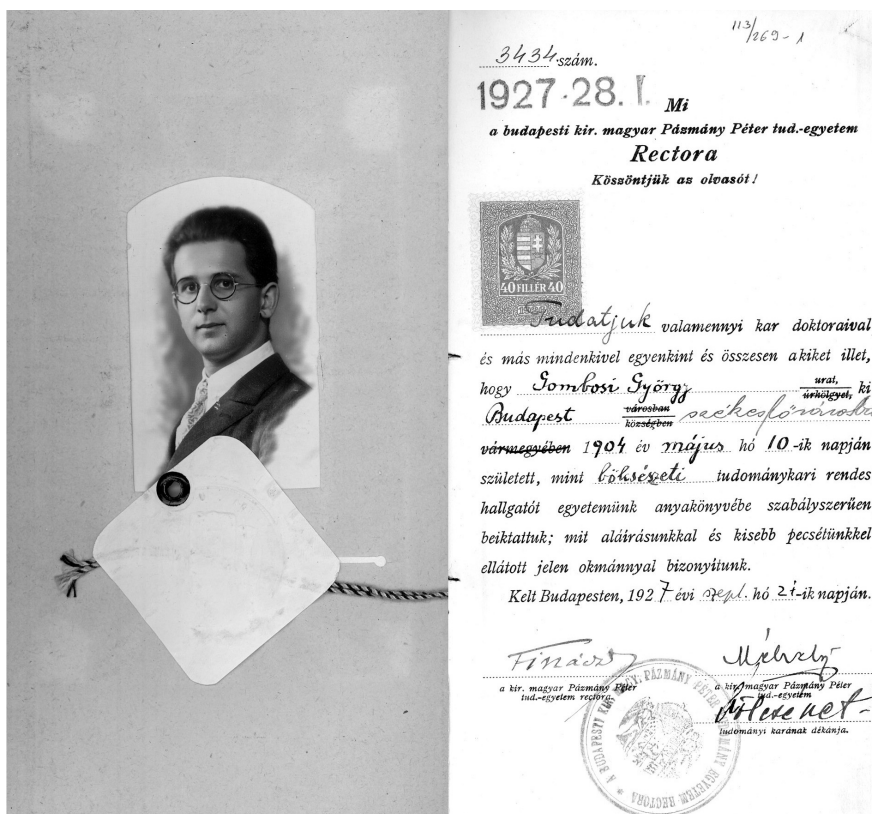 113/269-1
3434 szám.
1927-28. I.
Mi
a budapesti kir. magyar Pázmány Péter tud.-egyetem
Rectora
Köszöntjük az olvasót!
40 FILLÉR 40
Tudatjuk valamennyi kar doktoraival
és más mindenkivel egyenkint és összesen akiket illet,
hogy Gombosi György urat, úrhölgyet, ki
Budapest városban községben székesfővárosban
vármegyében 1904 év május hó 10-ik napján
született, mint bölcsészeti tudománykari rendes
hallgatót egyetemünk anyakönyvébe szabályszerűen
beiktattuk; mit aláírásunkkal és kisebb pecsétünkkel
ellátott jelen okmánnyal bizonyítunk.
Kelt Budapesten, 1927 évi szept. hó 21-ik napján.
a kir. magyar Pázmány Péter
tud.-egyetem rectora.
a kir. magyar Pázmány Péter
tud.-egyetem
tudományi karának dékánja.